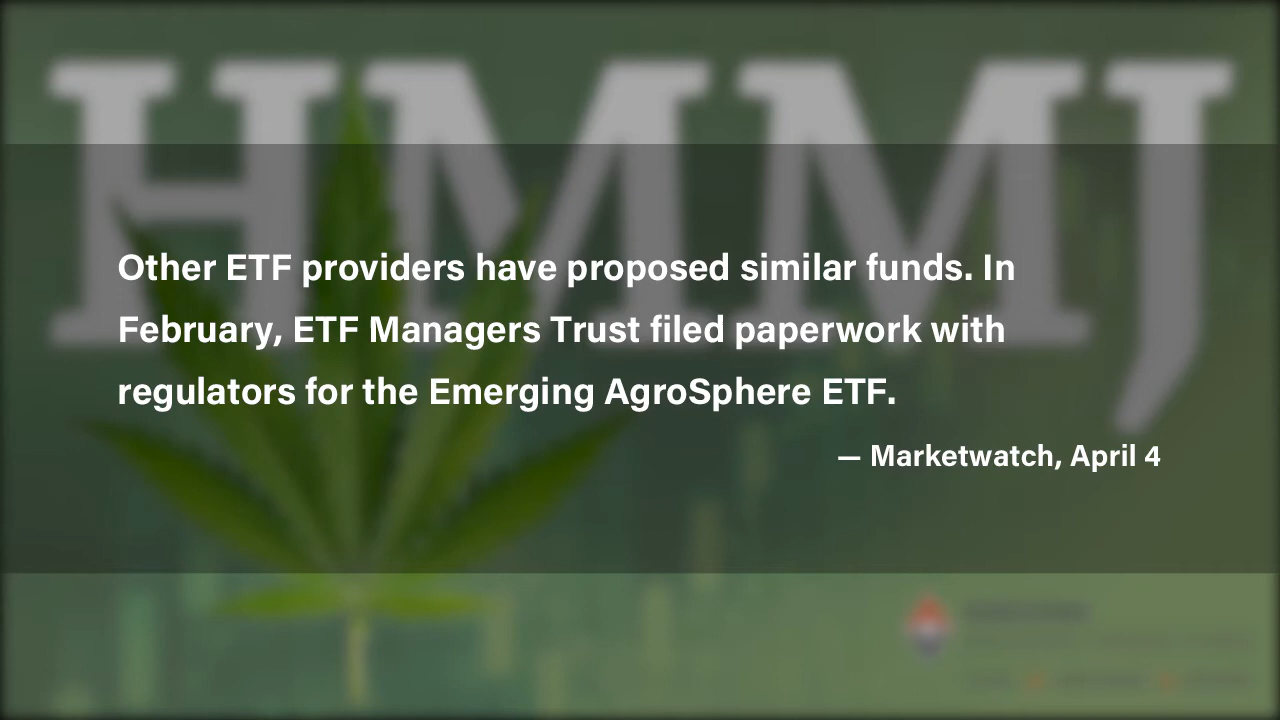 HMMJ
Other ETF providers have proposed similar funds. In
February, ETF Managers Trust filed paperwork with
regulators for the Emerging AgroSphere ETF.
— Marketwatch, April 4